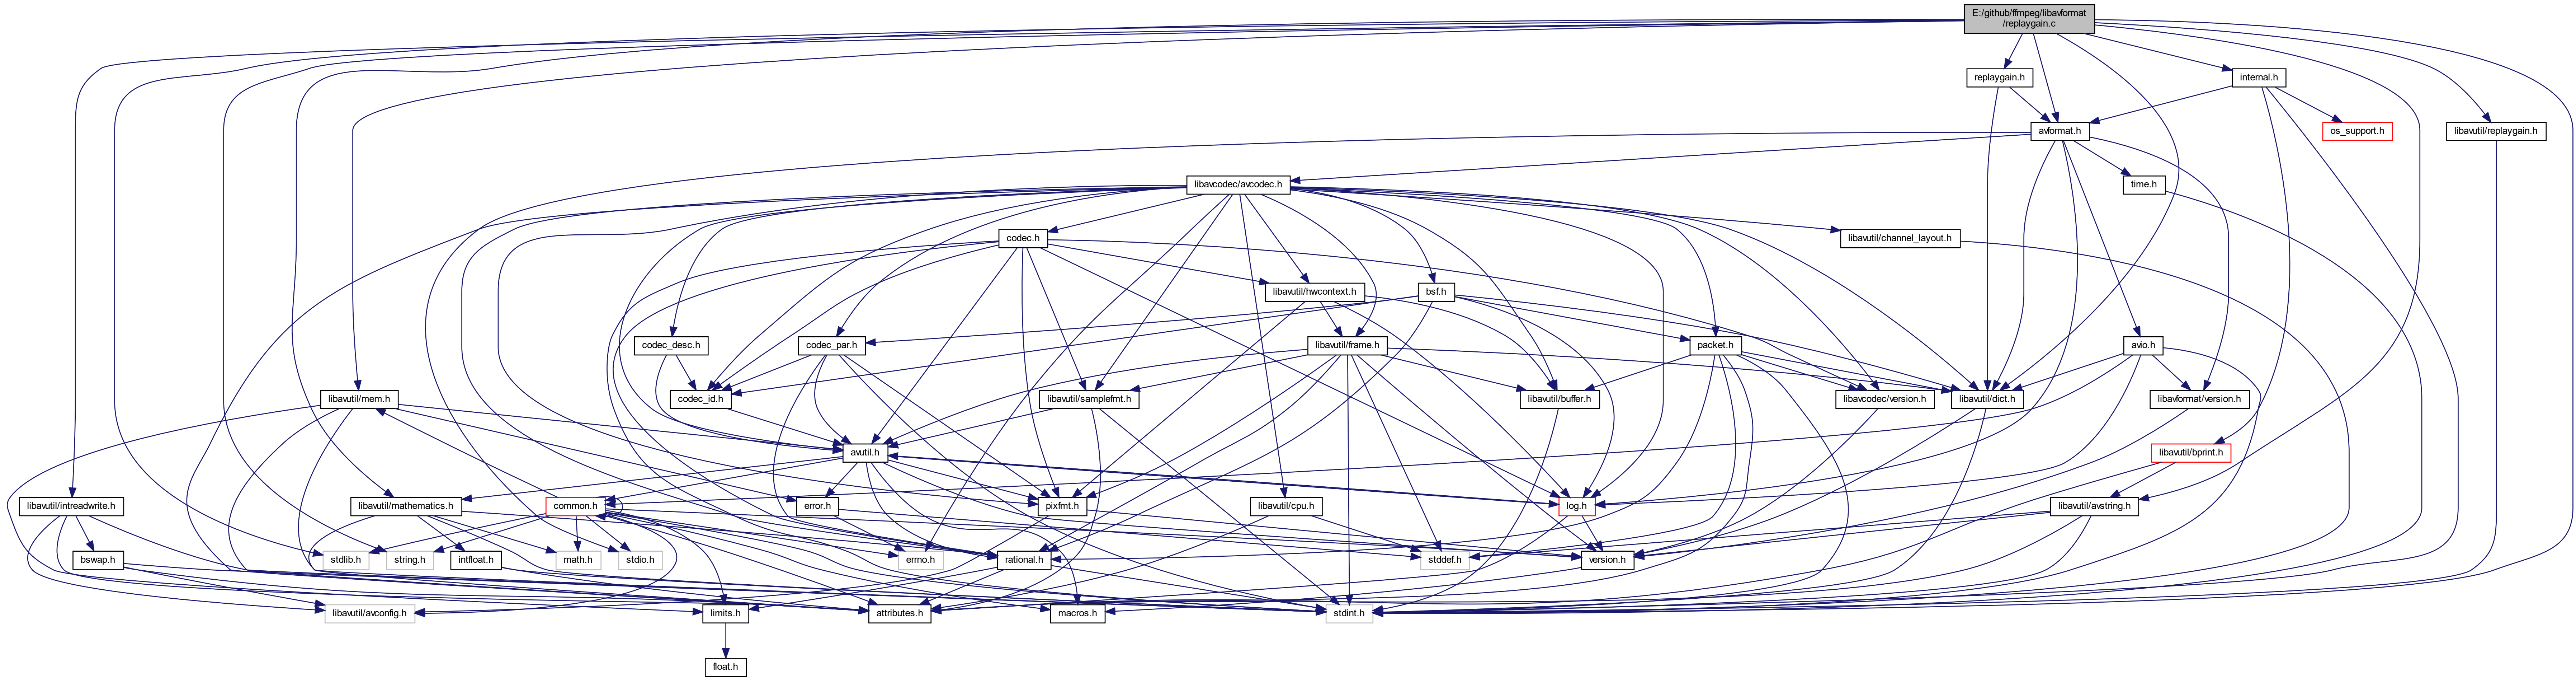 E:/github/ffmpeg/libavformat
/replaygain.c
replaygain.h
internal.h
avformat.h
os_support.h
libavutil/replaygain.h
libavcodec/avcodec.h
time.h
codec.h
libavutil/channel_layout.h
libavutil/hwcontext.h
bsf.h
codec_desc.h
codec_par.h
libavutil/frame.h
packet.h
avio.h
libavutil/mem.h
codec_id.h
libavutil/samplefmt.h
libavutil/buffer.h
libavcodec/version.h
libavutil/dict.h
libavformat/version.h
avutil.h
libavutil/bprint.h
libavutil/intreadwrite.h
libavutil/mathematics.h
common.h
error.h
pixfmt.h
libavutil/cpu.h
log.h
libavutil/avstring.h
bswap.h
stdlib.h
string.h
intfloat.h
math.h
stdio.h
errno.h
rational.h
stddef.h
version.h
libavutil/avconfig.h
limits.h
attributes.h
macros.h
stdint.h
float.h